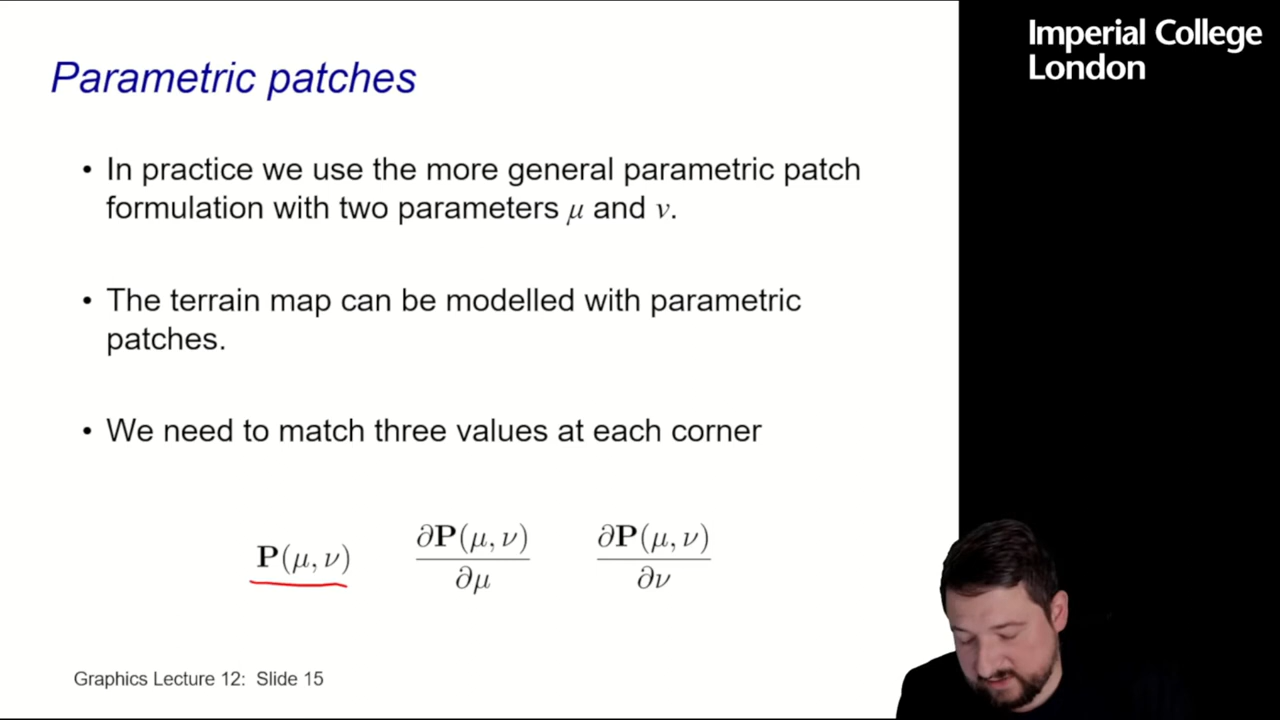 Imperial College
London
Parametric patches
• In practice we use the more general parametric patch
formulation with two parameters μ and ν.
• The terrain map can be modelled with parametric
patches.
• We need to match three values at each corner
P(μ, ν) ∂P(μ, ν)/∂μ ∂P(μ, ν)/∂ν
Graphics Lecture 12: Slide 15